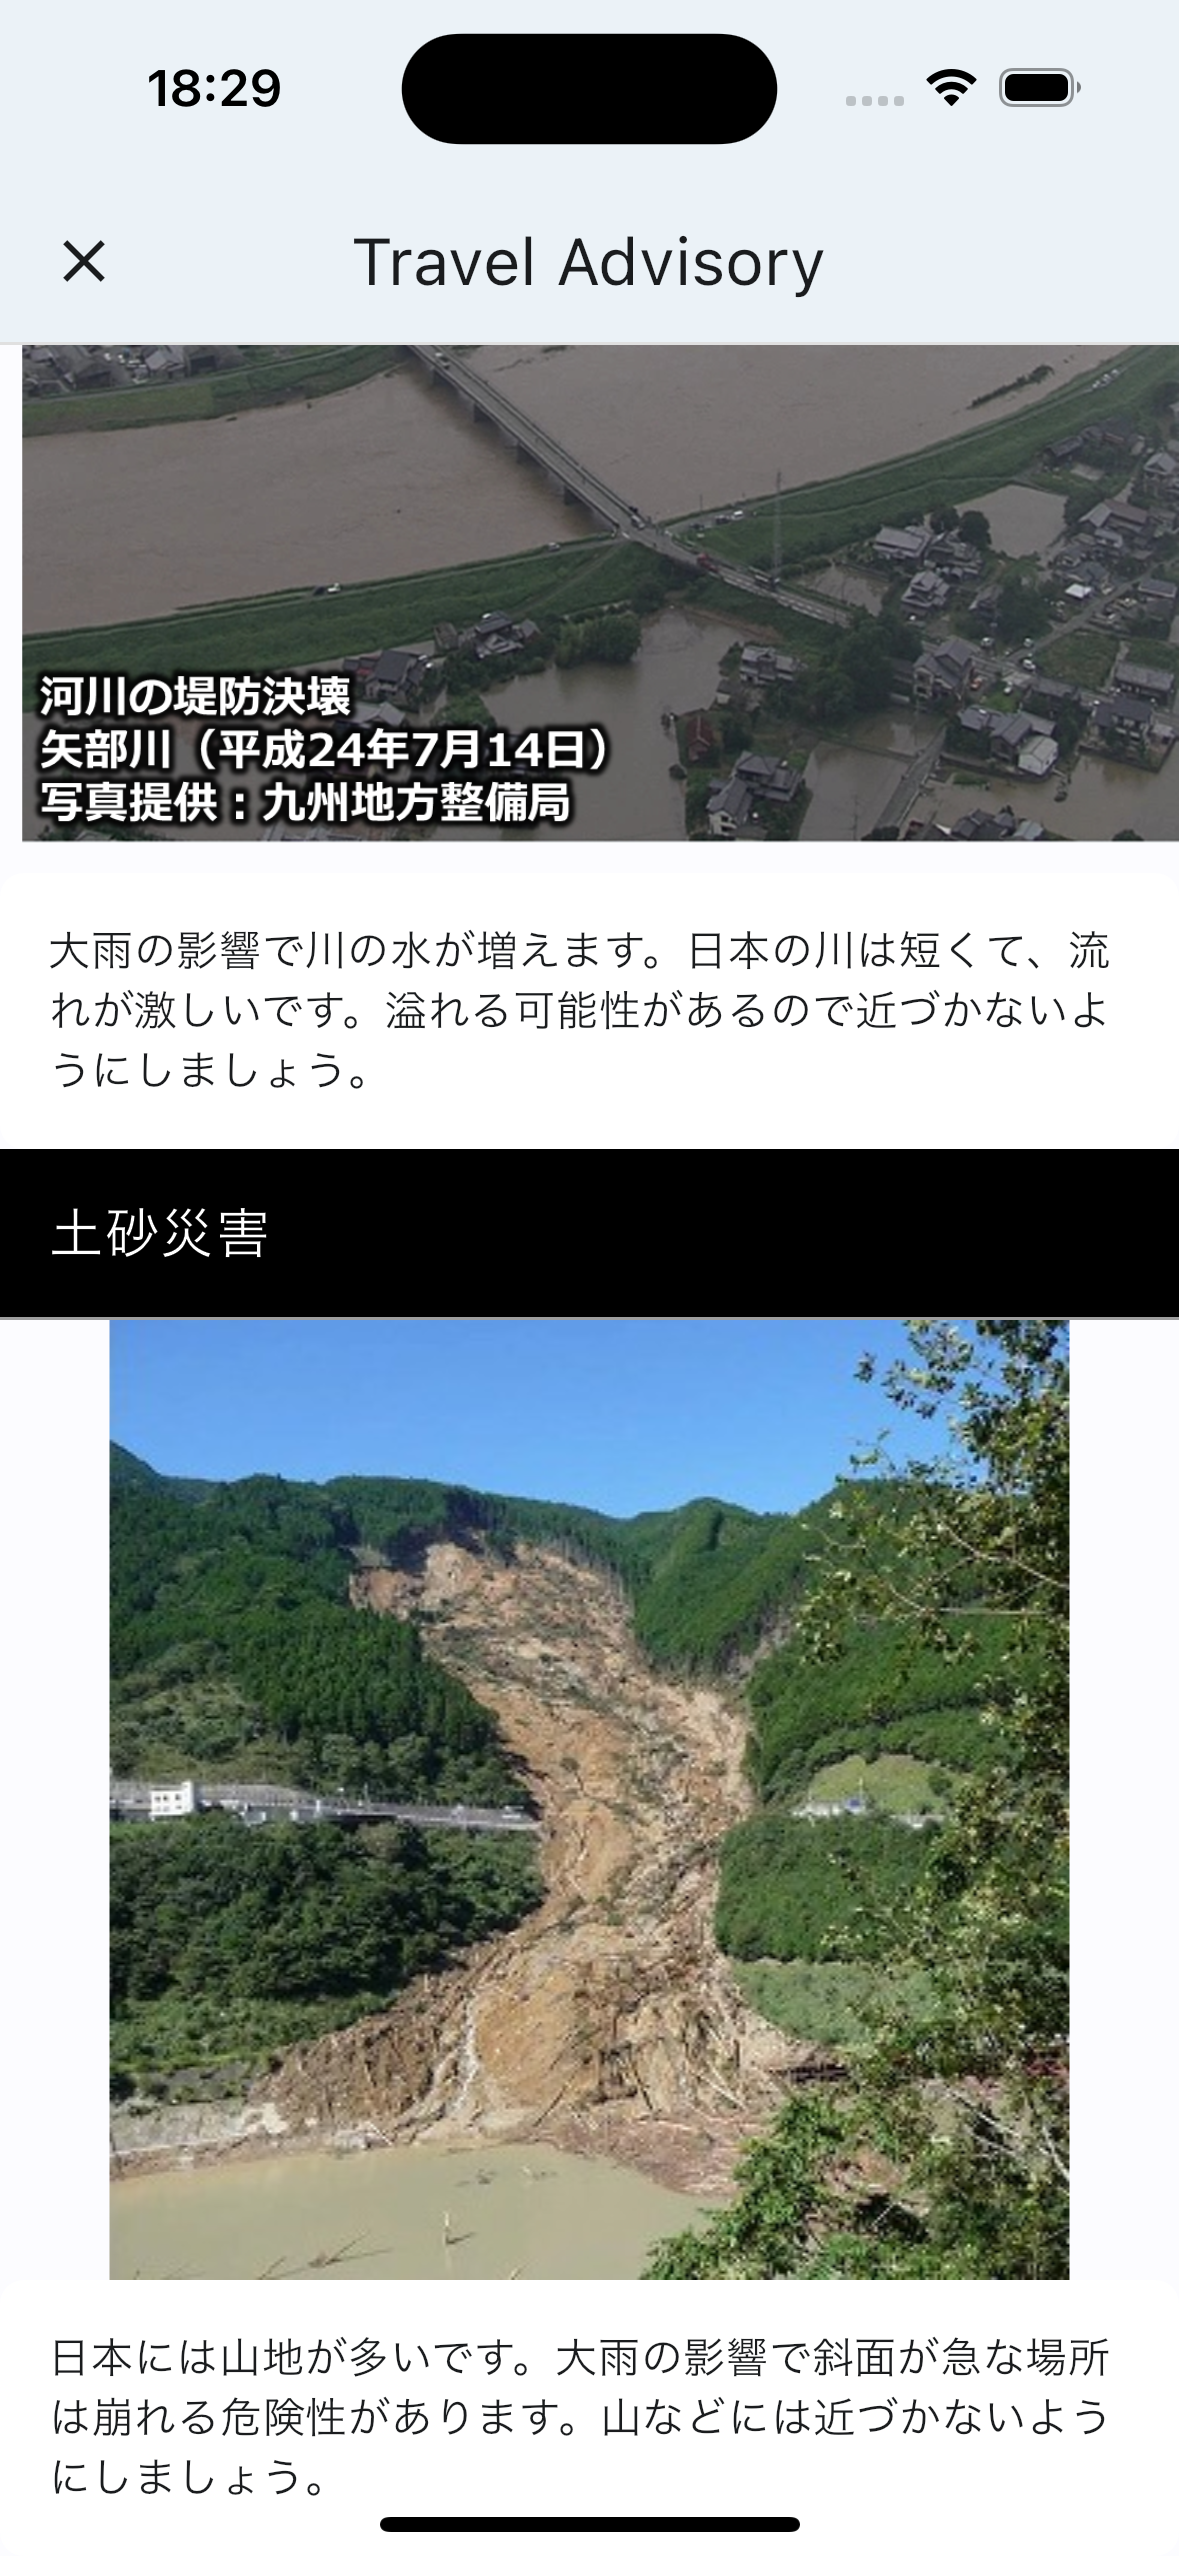 18:29
Travel Advisory
河川の堤防決壊
矢部川（平成24年7月14日）
写真提供：九州地方整備局
大雨の影響で川の水が増えます。日本の川は短くて、流
れが激しいです。溢れる可能性があるので近づかないよ
うにしましょう。
土砂災害
日本には山地が多いです。大雨の影響で斜面が急な場所
は崩れる危険性があります。山などには近づかないよう
にしましょう。